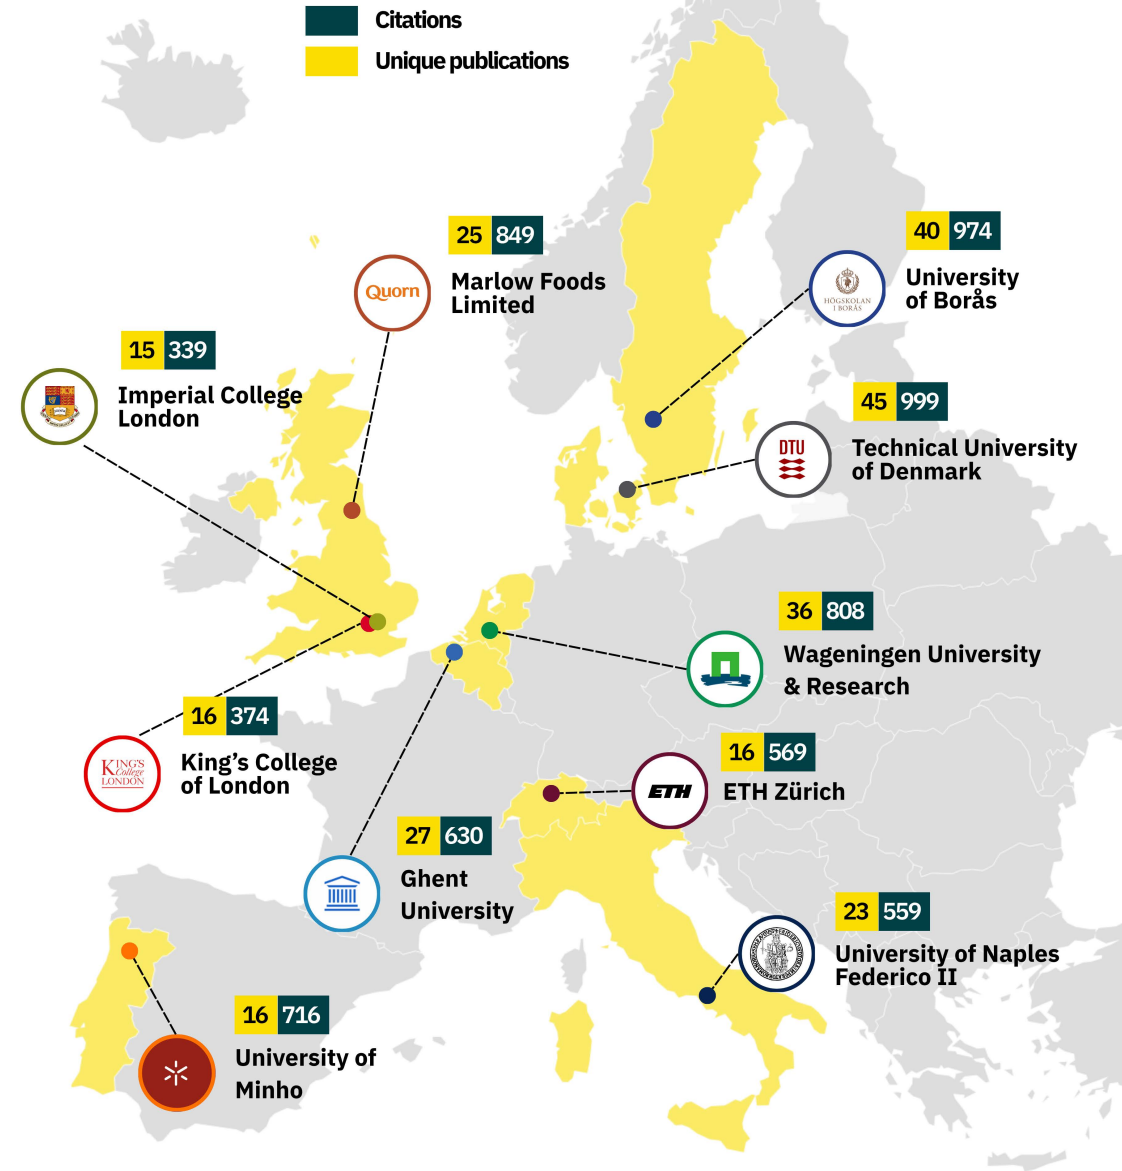 Citations
Unique publications
25 849
Quorn
Marlow Foods
Limited
40 974
HÖGSKOLAN
I BORÅS
University
of Borås
15 339
Imperial College
London
45 999
DTU
Technical University
of Denmark
36 808
Wageningen University
& Research
16 374
KING'S
College
LONDON
King's College
of London
16 569
ETH
ETH Zürich
27 630
Ghent
University
23 559
University of Naples
Federico II
16 716
University of
Minho